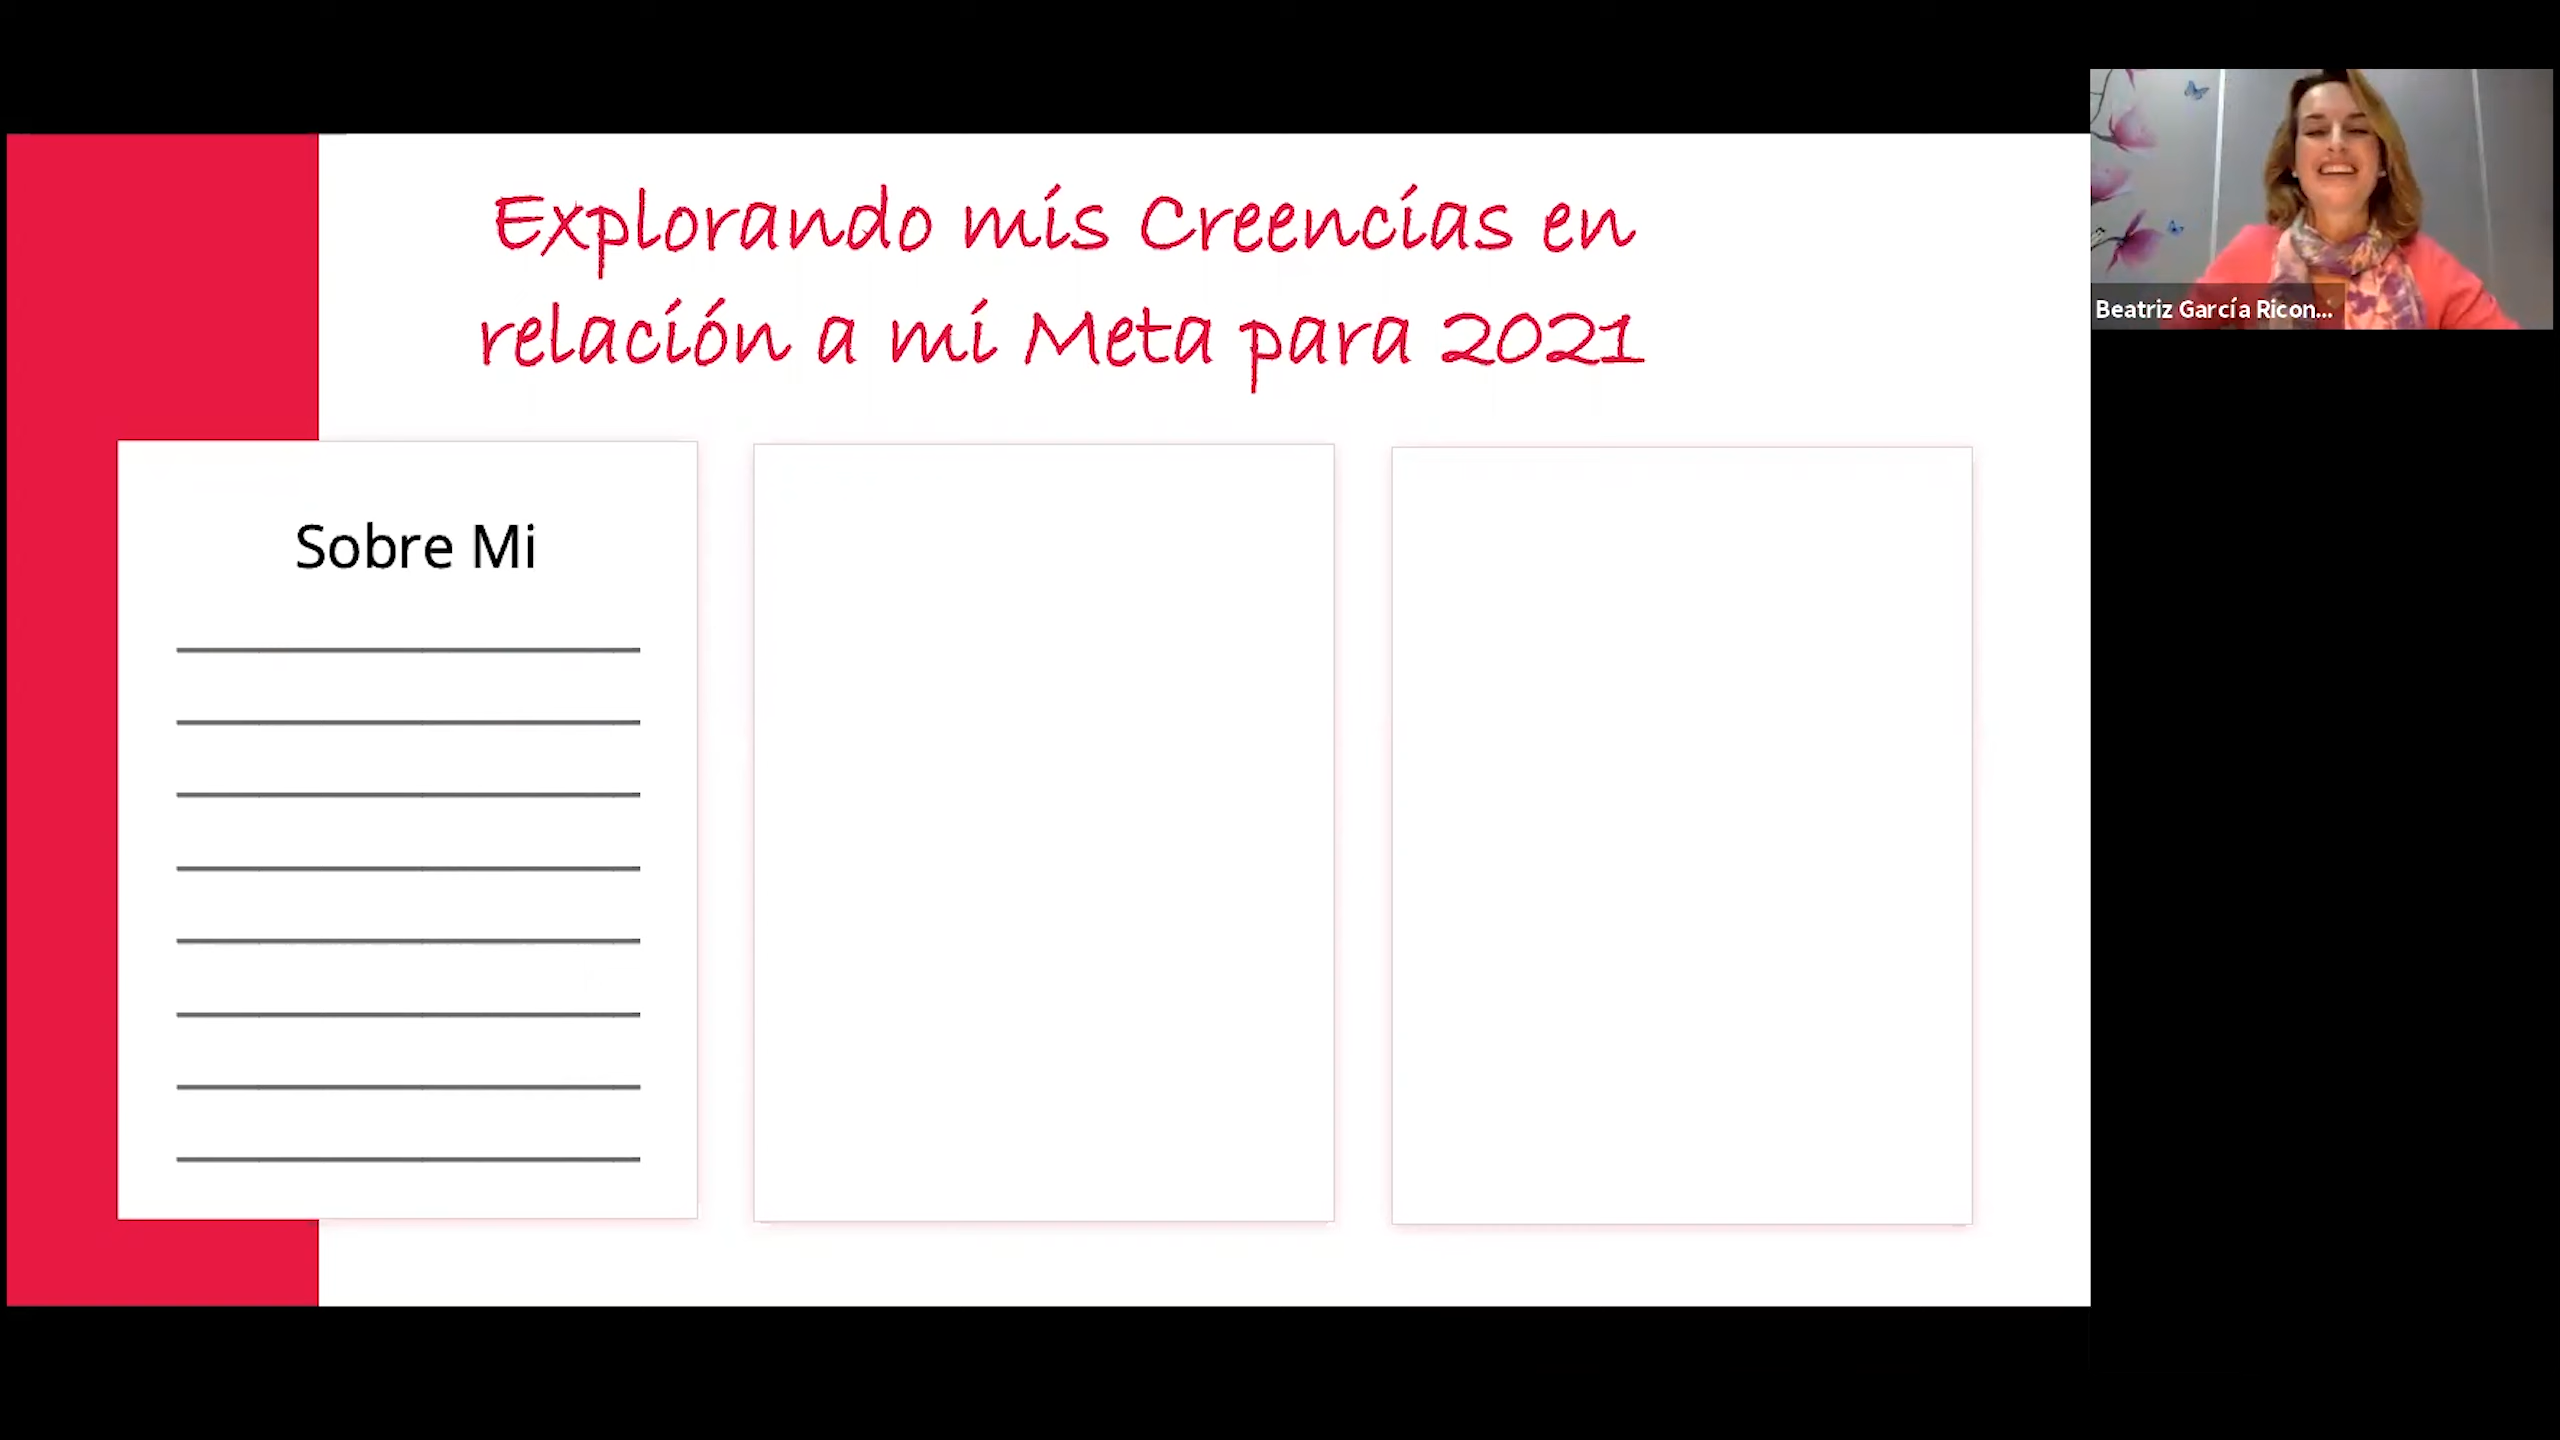 Explorando mis Creencias en
relación a mi Meta para 2021
Sobre Mi
Beatriz García Ricon...